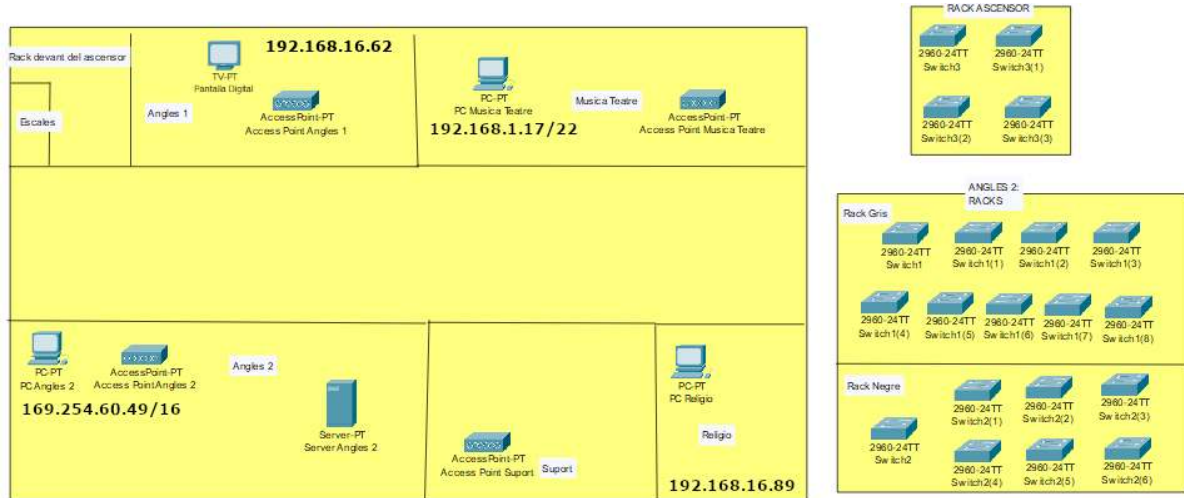 Rack devant del ascensor
Escales
Angles 1
TV-PT
Pantalla Digital
192.168.16.62
AccessPoint-PT
Access Point Angles 1
PC-PT
PC Musica Teatre
192.168.1.17/22
Musica Teatre
AccessPoint-PT
Access Point Musica Teatre
PC-PT
PC Angles 2
169.254.60.49/16
AccessPoint-PT
Access Point Angles 2
Angles 2
Server-PT
Server Angles 2
AccessPoint-PT
Access Point Suport
Suport
PC-PT
PC Religio
Religio
192.168.16.89
RACK ASCENSOR
2960-24TT
Switch3
2960-24TT
Switch3(1)
2960-24TT
Switch3(2)
2960-24TT
Switch3(3)
ANGLES 2:
RACKS
Rack Gris
2960-24TT
Switch1
2960-24TT
Switch1(1)
2960-24TT
Switch1(2)
2960-24TT
Switch1(3)
2960-24TT
Switch1(4)
2960-24TT
Switch1(5)
2960-24TT
Switch1(6)
2960-24TT
Switch1(7)
2960-24TT
Switch1(8)
Rack Negre
2960-24TT
Switch2
2960-24TT
Switch2(1)
2960-24TT
Switch2(2)
2960-24TT
Switch2(3)
2960-24TT
Switch2(4)
2960-24TT
Switch2(5)
2960-24TT
Switch2(6)